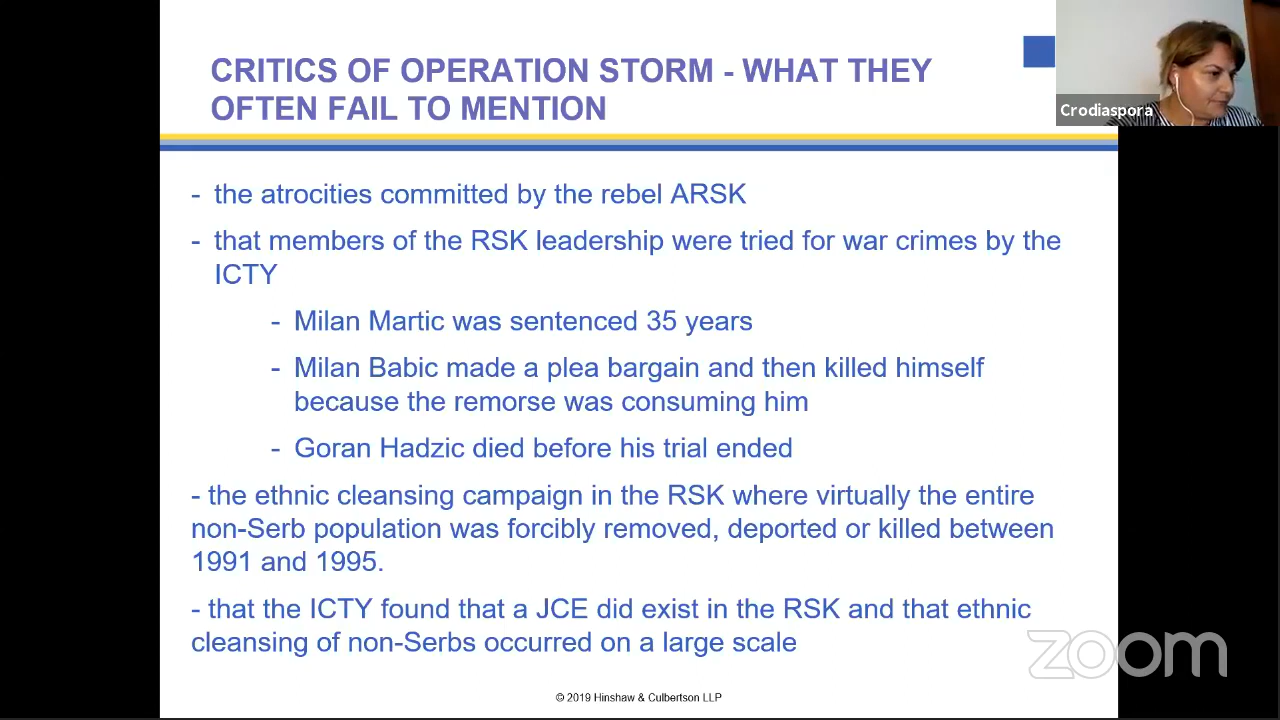 CRITICS OF OPERATION STORM - WHAT THEY
OFTEN FAIL TO MENTION
Crodiaspora
- the atrocities committed by the rebel ARSK
- that members of the RSK leadership were tried for war crimes by the
ICTY
- Milan Martic was sentenced 35 years
- Milan Babic made a plea bargain and then killed himself
because the remorse was consuming him
- Goran Hadzic died before his trial ended
- the ethnic cleansing campaign in the RSK where virtually the entire
non-Serb population was forcibly removed, deported or killed between
1991 and 1995.
- that the ICTY found that a JCE did exist in the RSK and that ethnic
cleansing of non-Serbs occurred on a large scale
zoom
© 2019 Hinshaw & Culbertson LLP